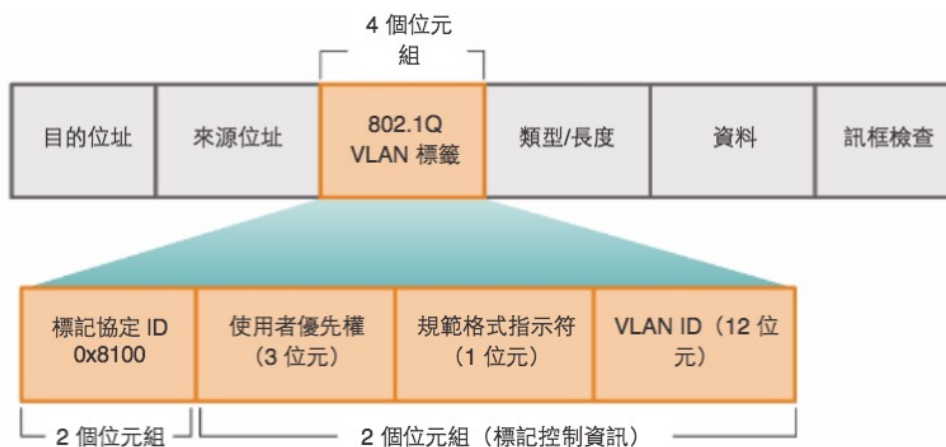 4 個位元
組
目的位址
來源位址
802.1Q
VLAN 標籤
類型/長度
資料
訊框檢查
標記協定 ID
0x8100
使用者優先權
（3 位元）
規範格式指示符
（1 位元）
VLAN ID（12 位
元）
2 個位元組
2 個位元組（標記控制資訊）